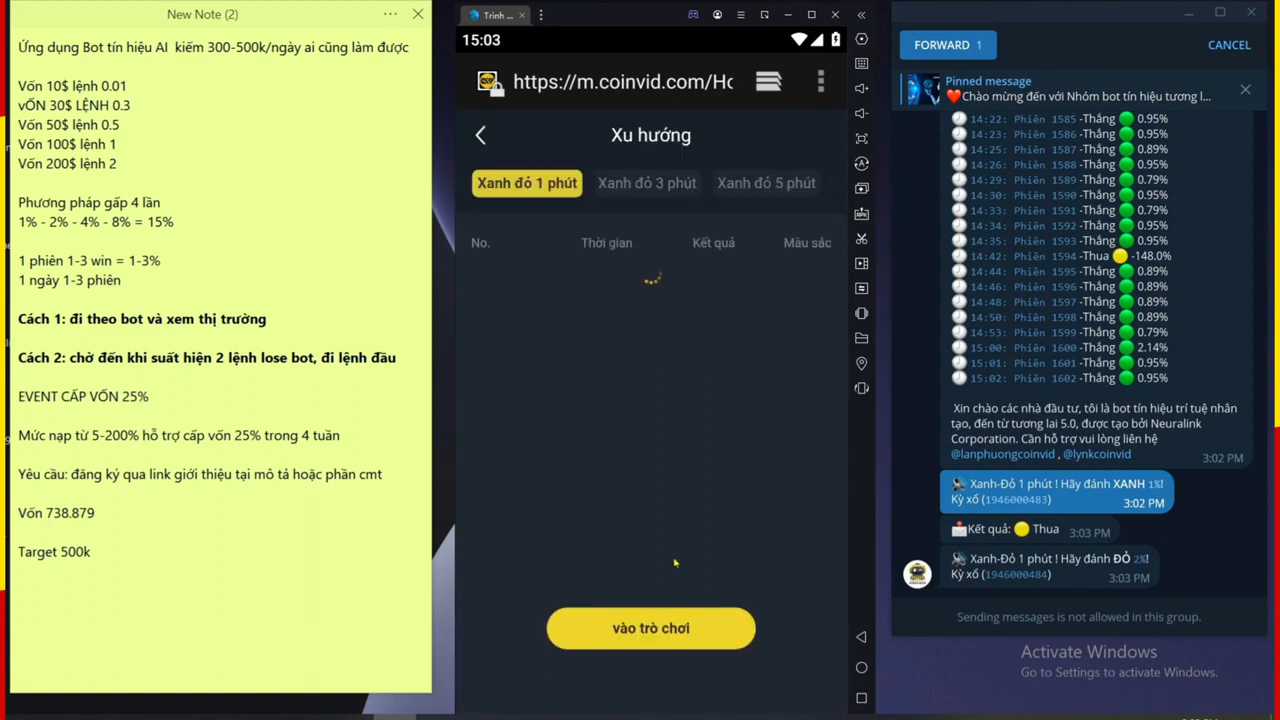 New Note (2)
Ứng dụng Bot tín hiệu AI kiếm 300-500k/ngày ai cũng làm được
Vốn 10$ lệnh 0.01
vỐN 30$ LỆNH 0.3
Vốn 50$ lệnh 0.5
Vốn 100$ lệnh 1
Vốn 200$ lệnh 2
Phương pháp gấp 4 lần
1% - 2% - 4% - 8% = 15%
1 phiên 1-3 win = 1-3%
1 ngày 1-3 phiên
Cách 1: đi theo bot và xem thị trường
Cách 2: chờ đến khi suất hiện 2 lệnh lose bot, đi lệnh đầu
EVENT CẤP VỐN 25%
Mức nạp từ 5-200% hỗ trợ cấp vốn 25% trong 4 tuần
Yêu cầu: đăng ký qua link giới thiệu tại mô tả hoặc phần cmt
Vốn 738.879
Target 500k
Trình ...
15:03
https://m.coinvid.com/Ho
Xu hướng
Xanh đỏ 1 phút
Xanh đỏ 3 phút
Xanh đỏ 5 phút
No.
Thời gian
Kết quả
Màu sắc
vào trò chơi
FORWARD 1
CANCEL
Pinned message
Chào mừng đến với Nhóm bot tín hiệu tương l...
14:22: Phiên 1585 -Thắng 0.95%
14:23: Phiên 1586 -Thắng 0.95%
14:25: Phiên 1587 -Thắng 0.89%
14:26: Phiên 1588 -Thắng 0.95%
14:29: Phiên 1589 -Thắng 0.79%
14:30: Phiên 1590 -Thắng 0.95%
14:33: Phiên 1591 -Thắng 0.79%
14:34: Phiên 1592 -Thắng 0.95%
14:35: Phiên 1593 -Thắng 0.95%
14:42: Phiên 1594 -Thua -148.0%
14:44: Phiên 1595 -Thắng 0.89%
14:46: Phiên 1596 -Thắng 0.89%
14:48: Phiên 1597 -Thắng 0.89%
14:50: Phiên 1598 -Thắng 0.89%
14:53: Phiên 1599 -Thắng 0.79%
15:00: Phiên 1600 -Thắng 2.14%
15:01: Phiên 1601 -Thắng 0.95%
15:02: Phiên 1602 -Thắng 0.95%
Xin chào các nhà đầu tư, tôi là bot tín hiệu trí tuệ nhân
tạo, đến từ tương lai 5.0, được tạo bởi Neuralink
Corporation. Cần hỗ trợ vui lòng liên hệ
@lanphuongcoinvid , @lynkcoinvid
3:02 PM
Xanh-Đỏ 1 phút ! Hãy đánh XANH 1%!
Kỳ xổ (1946000483)
3:02 PM
Kết quả: Thua
3:03 PM
Xanh-Đỏ 1 phút ! Hãy đánh ĐỎ 2%!
Kỳ xổ (1946000484)
3:03 PM
Sending messages is not allowed in this group.
Activate Windows
Go to Settings to activate Windows.